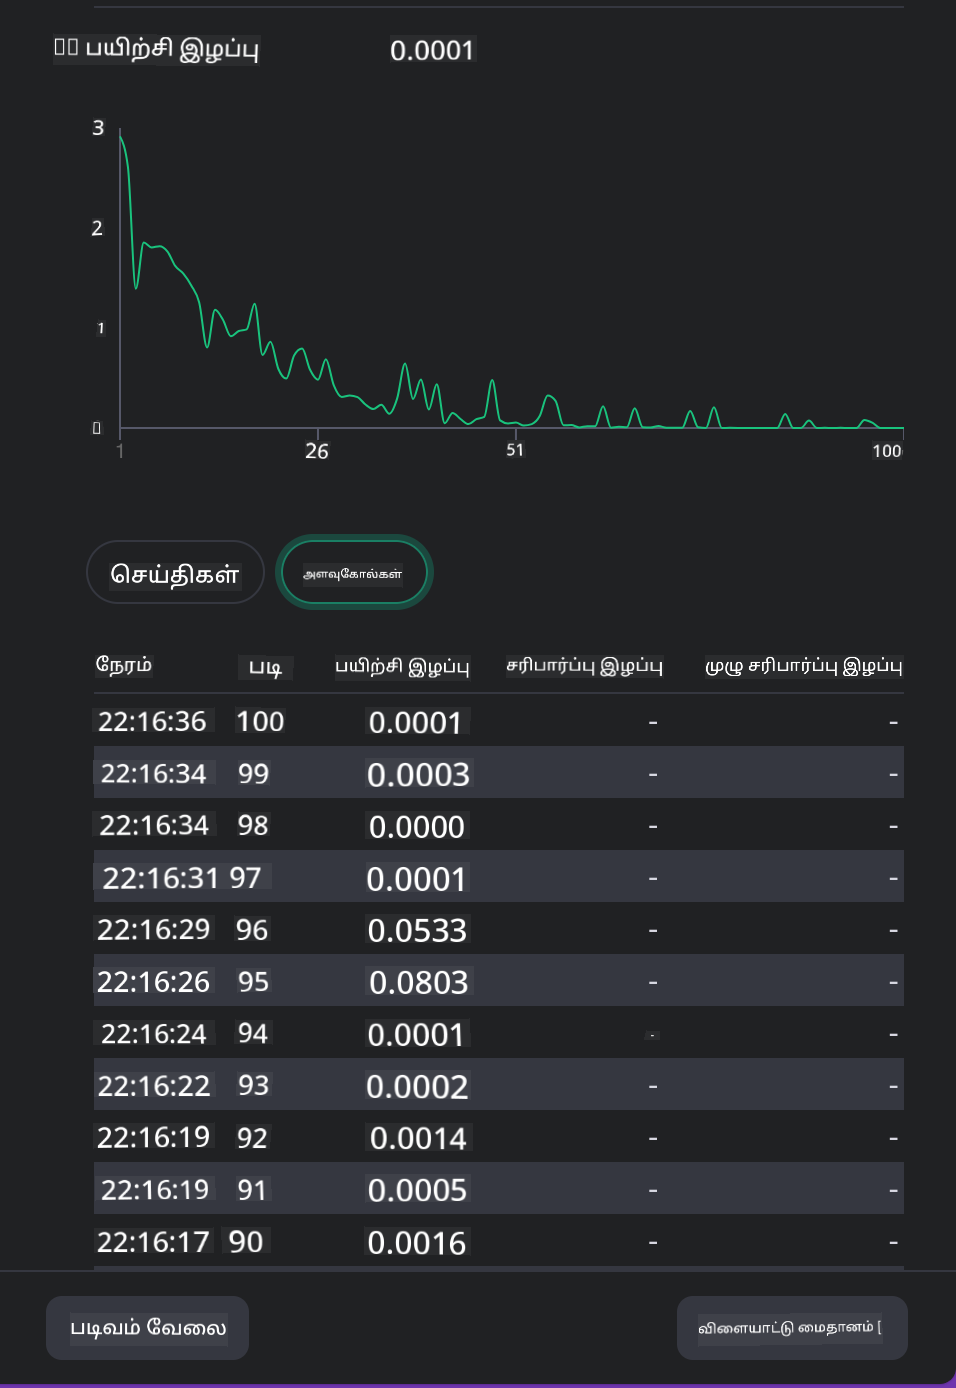 பயிற்சி இழப்பு 0.0001
3
2
1
1 26 51 100
செய்திகள் அளவுகோல்கள்
நேரம் படி பயிற்சி இழப்பு சரிபார்ப்பு இழப்பு முழு சரிபார்ப்பு இழப்பு
22:16:36 100 0.0001 - -
22:16:34 99 0.0003 - -
22:16:34 98 0.0000 - -
22:16:31 97 0.0001 - -
22:16:29 96 0.0533 - -
22:16:26 95 0.0803 - -
22:16:24 94 0.0001 - -
22:16:22 93 0.0002 - -
22:16:19 92 0.0014 - -
22:16:19 91 0.0005 - -
22:16:17 90 0.0016 - -
படிவம் வேலை விளையாட்டு மைதானம் [